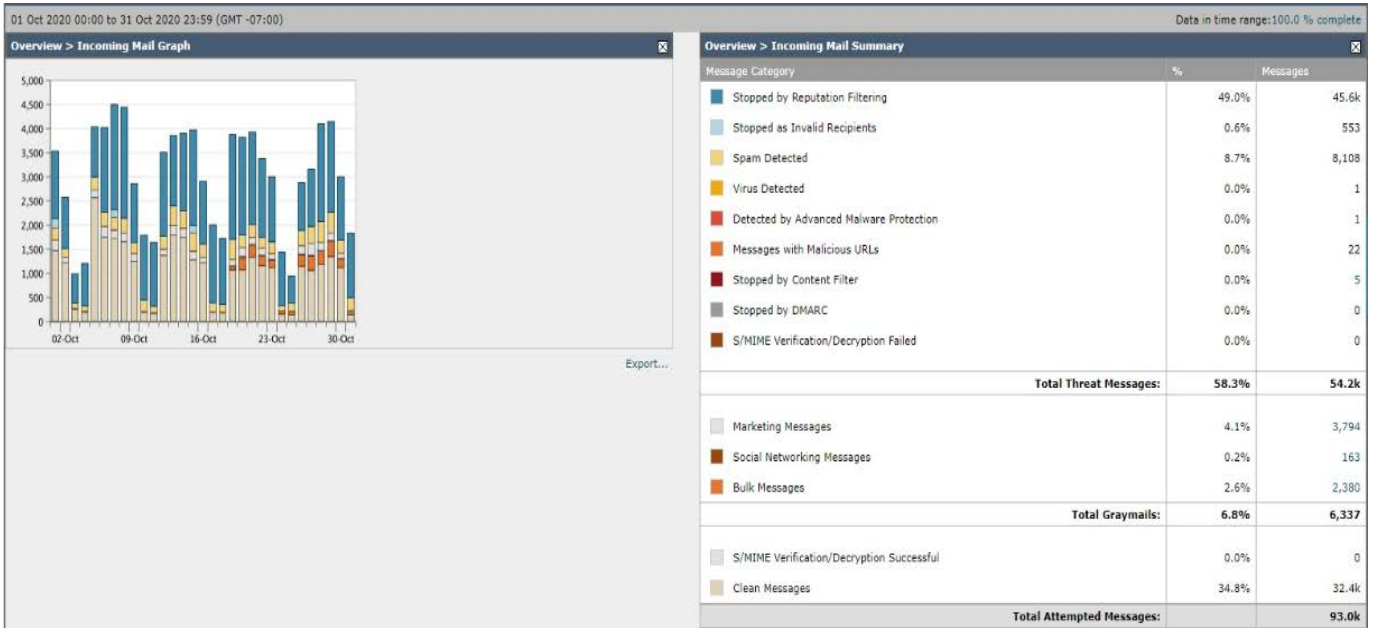 01 Oct 2020 00:00 to 31 Oct 2020 23:59 (GMT -07:00)
Data in time range:100.0 % complete
Overview > Incoming Mail Graph
5,000
4,500
4,000
3,500
3,000
2,500
2,000
1,500
1,000
500
0
02-Oct 09-Oct 16-Oct 23-Oct 30-Oct
Export...
Overview > Incoming Mail Summary
Message Category % Messages
Stopped by Reputation Filtering 49.0% 45.6k
Stopped as Invalid Recipients 0.6% 553
Spam Detected 8.7% 8,108
Virus Detected 0.0% 1
Detected by Advanced Malware Protection 0.0% 1
Messages with Malicious URLs 0.0% 22
Stopped by Content Filter 0.0% 5
Stopped by DMARC 0.0% 0
S/MIME Verification/Decryption Failed 0.0% 0
Total Threat Messages: 58.3% 54.2k
Marketing Messages 4.1% 3,794
Social Networking Messages 0.2% 163
Bulk Messages 2.6% 2,380
Total Graymails: 6.8% 6,337
S/MIME Verification/Decryption Successful 0.0% 0
Clean Messages 34.8% 32.4k
Total Attempted Messages: 93.0k